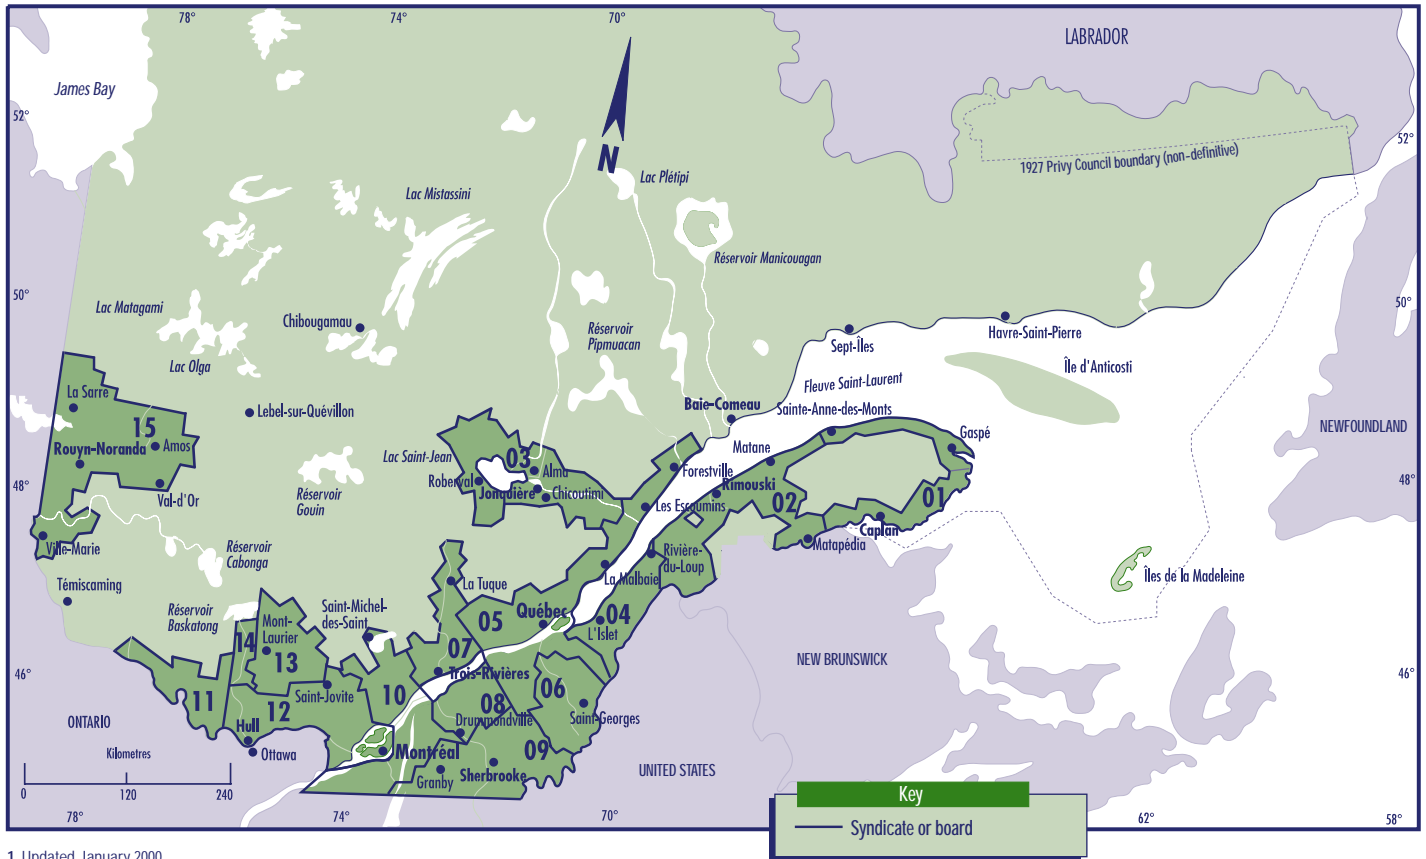 78°
74°
70°
LABRADOR
James Bay
52°
52°
N
1927 Privy Council boundary (non-definitive)
Lac Plétipi
Lac Mistassini
Réservoir Manicouagan
50°
50°
Lac Matagami
Chibougamau
Réservoir
Pipmuacan
Sept-Îles
Havre-Saint-Pierre
Lac Olga
Île d'Anticosti
Fleuve Saint-Laurent
La Sarre
Lebel-sur-Quévillon
Baie-Comeau
Sainte-Anne-des-Monts
15
NEWFOUNDLAND
Rouyn-Noranda
Amos
Matane
Gaspé
Lac Saint-Jean
03
Alma
Forestville
Roberval
Jonquière
Chicoutimi
Rimouski
48°
48°
Val-d'Or
Réservoir
Gouin
Les Escoumins
02
01
Caplan
Ville-Marie
Réservoir
Cabonga
Matapédia
Rivière-
du-Loup
La Malbaie
Îles de la Madeleine
Témiscaming
La Tuque
Réservoir
Baskatong
Saint-Michel-
des-Saint
Mont-
Laurier
05
Québec
04
L'Islet
14
13
07
46°
46°
NEW BRUNSWICK
Trois-Rivières
11
12
Saint-Jovite
10
08
06
ONTARIO
Hull
Drummondville
Saint-Georges
Kilometres
Ottawa
Montréal
09
Granby
Sherbrooke
UNITED STATES
0
120
240
Key
Syndicate or board
78°
74°
70°
62°
58°
1 Updated January 2000